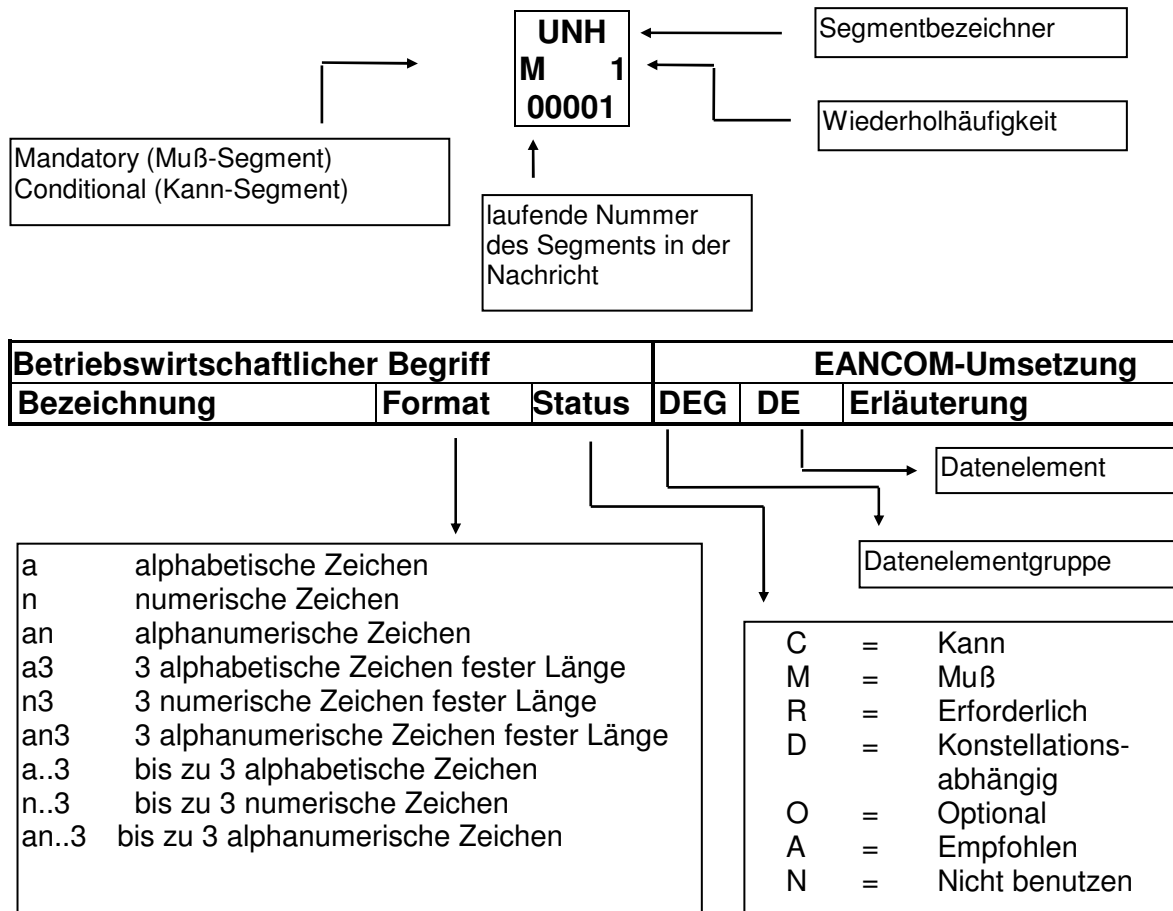 UNH
M 1
00001
Segmentbezeichner
Wiederholhäufigkeit
Mandatory (Muß-Segment)
Conditional (Kann-Segment)
laufende Nummer
des Segments in der
Nachricht
Betriebswirtschaftlicher Begriff EANCOM-Umsetzung
Bezeichnung Format Status DEG DE Erläuterung
Datenelement
Datenelementgruppe
a alphabetische Zeichen
n numerische Zeichen
an alphanumerische Zeichen
a3 3 alphabetische Zeichen fester Länge
n3 3 numerische Zeichen fester Länge
an3 3 alphanumerische Zeichen fester Länge
a..3 bis zu 3 alphabetische Zeichen
n..3 bis zu 3 numerische Zeichen
an..3 bis zu 3 alphanumerische Zeichen
C = Kann
M = Muß
R = Erforderlich
D = Konstellations-
abhängig
O = Optional
A = Empfohlen
N = Nicht benutzen